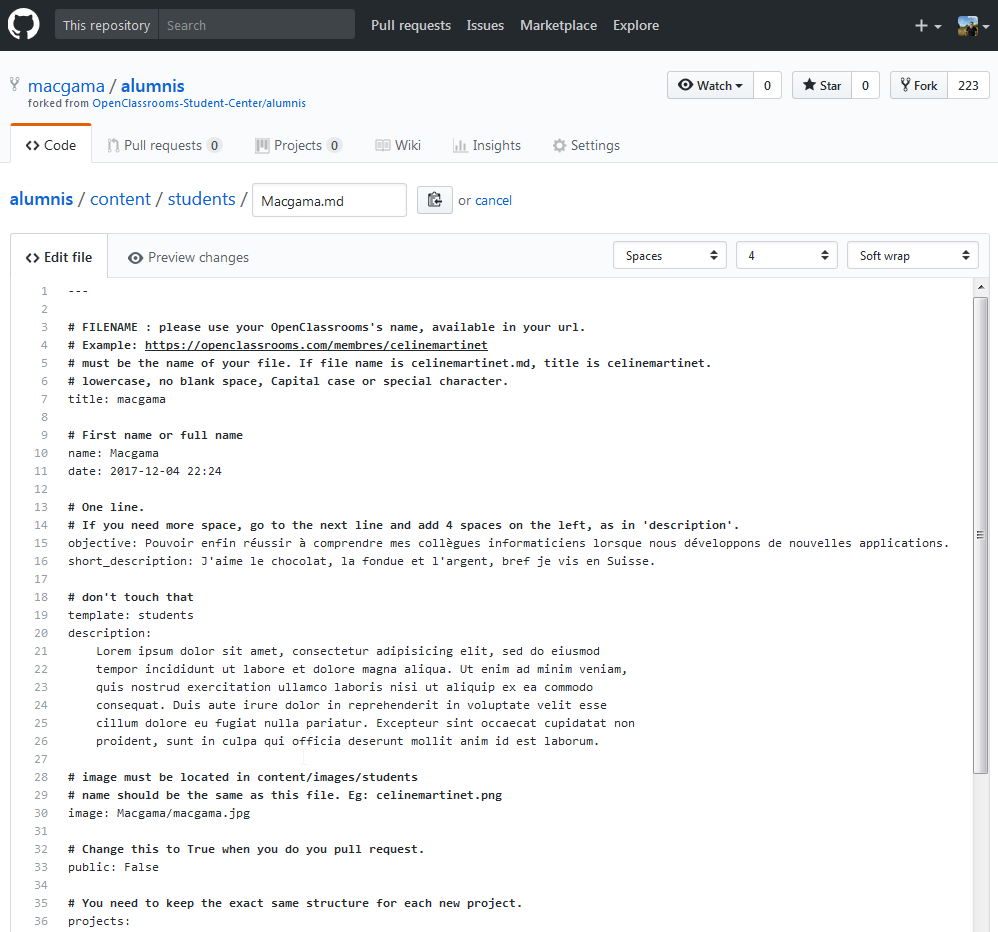 This repository Search Pull requests Issues Marketplace Explore
macgama / alumnis
forked from OpenClassrooms-Student-Center/alumnis
Watch 0 Star 0 Fork 223
Code Pull requests 0 Projects 0 Wiki Insights Settings
alumnis / content / students / Macgama.md or cancel
Edit file Preview changes Spaces 4 Soft wrap
1 ---
2
3 # FILENAME : please use your OpenClassrooms's name, available in your url.
4 # Example: https://openclassrooms.com/membres/celinemartinet
5 # must be the name of your file. If file name is celinemartinet.md, title is celinemartinet.
6 # lowercase, no blank space, Capital case or special character.
7 title: macgama
8
9 # First name or full name
10 name: Macgama
11 date: 2017-12-04 22:24
12
13 # One line.
14 # If you need more space, go to the next line and add 4 spaces on the left, as in 'description'.
15 objective: Pouvoir enfin réussir à comprendre mes collègues informaticiens lorsque nous développons de nouvelles applications.
16 short_description: J'aime le chocolat, la fondue et l'argent, bref je vis en Suisse.
17
18 # don't touch that
19 template: students
20 description:
21     Lorem ipsum dolor sit amet, consectetur adipisicing elit, sed do eiusmod
22     tempor incididunt ut labore et dolore magna aliqua. Ut enim ad minim veniam,
23     quis nostrud exercitation ullamco laboris nisi ut aliquip ex ea commodo
24     consequat. Duis aute irure dolor in reprehenderit in voluptate velit esse
25     cillum dolore eu fugiat nulla pariatur. Excepteur sint occaecat cupidatat non
26     proident, sunt in culpa qui officia deserunt mollit anim id est laborum.
27
28 # image must be located in content/images/students
29 # name should be the same as this file. Eg: celinemartinet.png
30 image: Macgama/macgama.jpg
31
32 # Change this to True when you do you pull request.
33 public: False
34
35 # You need to keep the exact same structure for each new project.
36 projects: